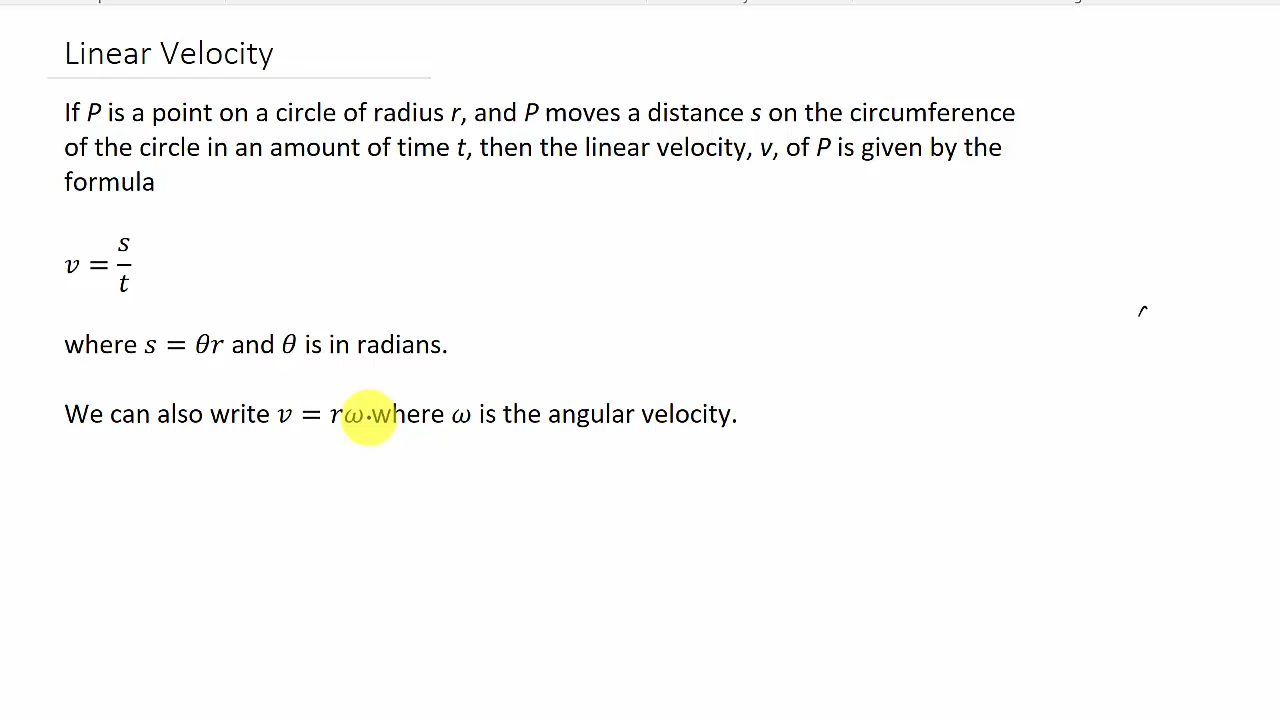 Linear Velocity
If P is a point on a circle of radius r, and P moves a distance s on the circumference
of the circle in an amount of time t, then the linear velocity, v, of P is given by the
formula
v = s/t
where s = θr and θ is in radians.
We can also write v = rω where ω is the angular velocity.
r